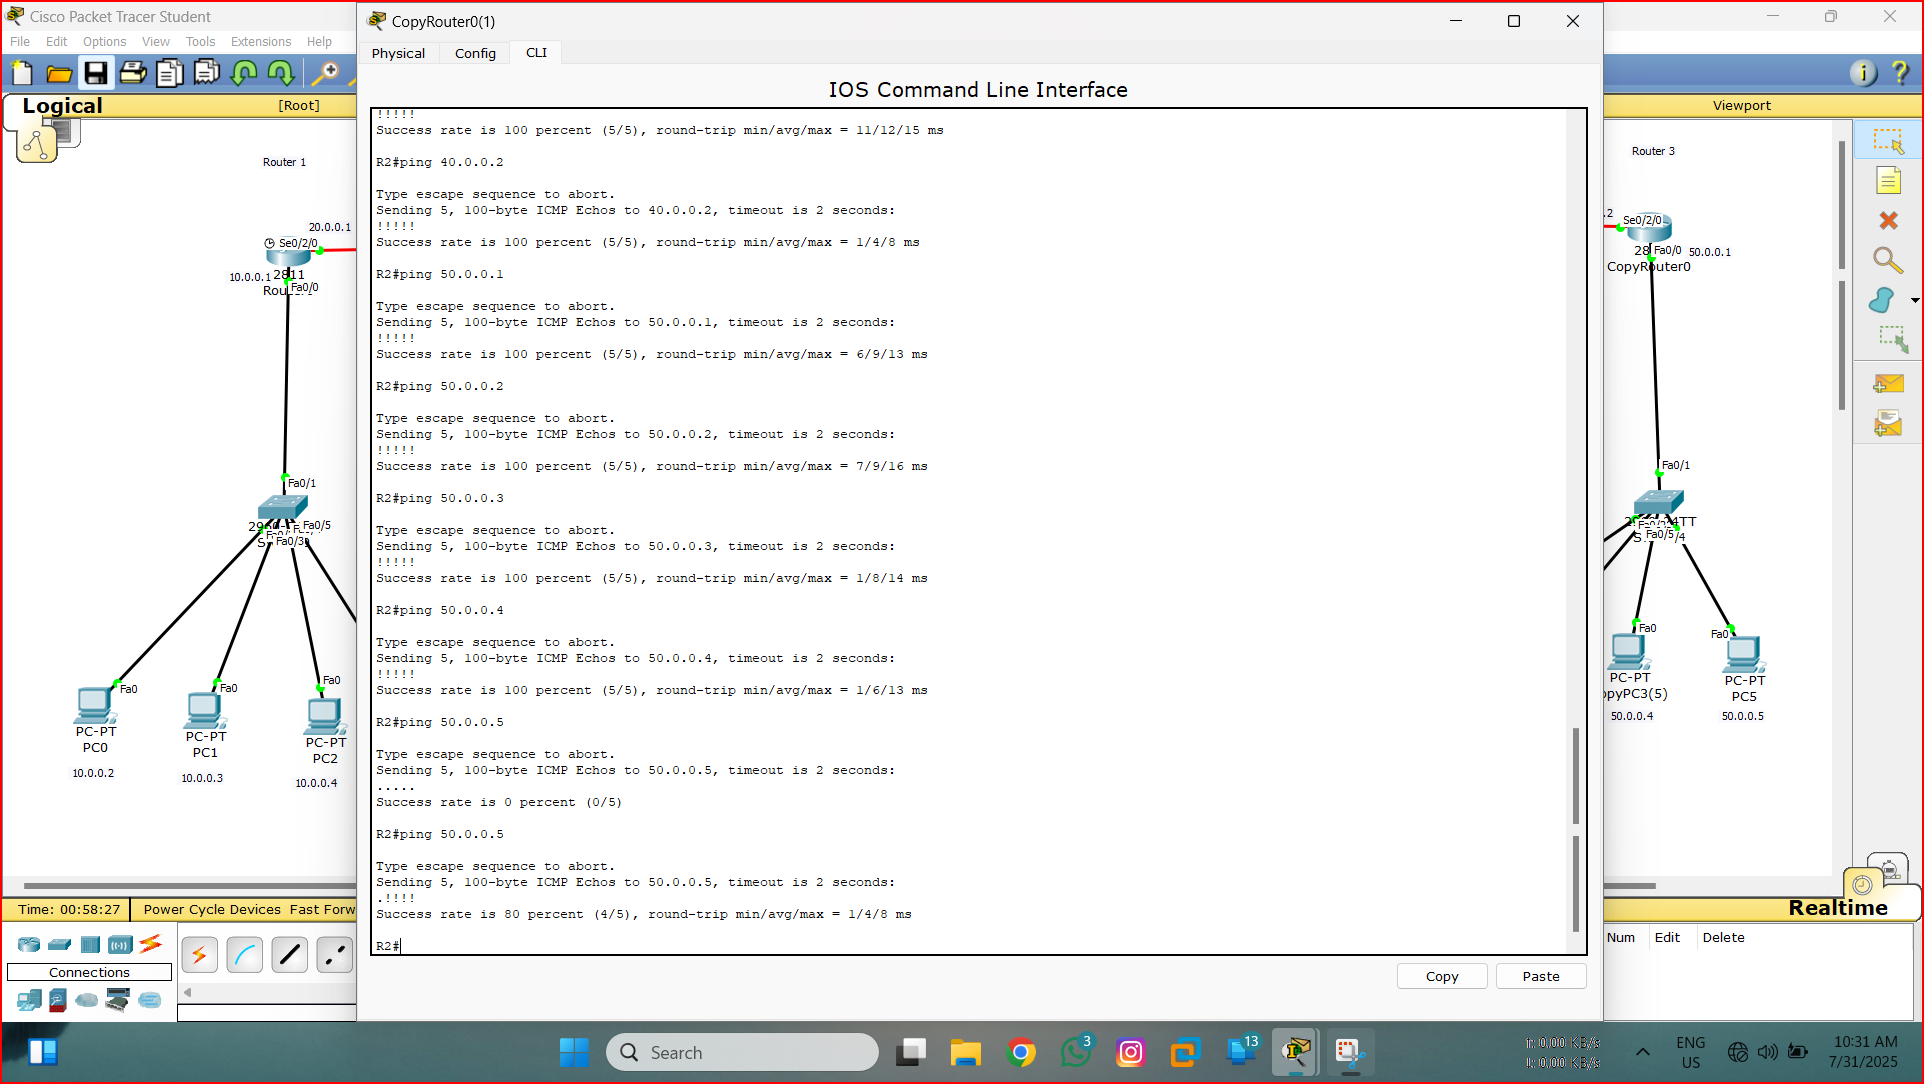 Cisco Packet Tracer Student
File Edit Options View Tools Extensions Help
Logical
[Root]
Router 1
20.0.0.1
Se0/2/0
10.0.0.1
2811
Fa0/0
Fa0/1
Fa0/5
Fa0/3
Fa0
Fa0
Fa0
PC-PT
PC0
10.0.0.2
PC-PT
PC1
10.0.0.3
PC-PT
PC2
10.0.0.4
Time: 00:58:27
Power Cycle Devices Fast Forw
Connections
CopyRouter0(1)
Physical Config CLI
IOS Command Line Interface
!!!!!
Success rate is 100 percent (5/5), round-trip min/avg/max = 11/12/15 ms
R2#ping 40.0.0.2
Type escape sequence to abort.
Sending 5, 100-byte ICMP Echos to 40.0.0.2, timeout is 2 seconds:
!!!!!
Success rate is 100 percent (5/5), round-trip min/avg/max = 1/4/8 ms
R2#ping 50.0.0.1
Type escape sequence to abort.
Sending 5, 100-byte ICMP Echos to 50.0.0.1, timeout is 2 seconds:
!!!!!
Success rate is 100 percent (5/5), round-trip min/avg/max = 6/9/13 ms
R2#ping 50.0.0.2
Type escape sequence to abort.
Sending 5, 100-byte ICMP Echos to 50.0.0.2, timeout is 2 seconds:
!!!!!
Success rate is 100 percent (5/5), round-trip min/avg/max = 7/9/16 ms
R2#ping 50.0.0.3
Type escape sequence to abort.
Sending 5, 100-byte ICMP Echos to 50.0.0.3, timeout is 2 seconds:
!!!!!
Success rate is 100 percent (5/5), round-trip min/avg/max = 1/8/14 ms
R2#ping 50.0.0.4
Type escape sequence to abort.
Sending 5, 100-byte ICMP Echos to 50.0.0.4, timeout is 2 seconds:
!!!!!
Success rate is 100 percent (5/5), round-trip min/avg/max = 1/6/13 ms
R2#ping 50.0.0.5
Type escape sequence to abort.
Sending 5, 100-byte ICMP Echos to 50.0.0.5, timeout is 2 seconds:
.....
Success rate is 0 percent (0/5)
R2#ping 50.0.0.5
Type escape sequence to abort.
Sending 5, 100-byte ICMP Echos to 50.0.0.5, timeout is 2 seconds:
.!!!!
Success rate is 80 percent (4/5), round-trip min/avg/max = 1/4/8 ms
R2#
Copy Paste
Viewport
Router 3
.2
Se0/2/0
28
Fa0/0
50.0.0.1
CopyRouter0
Fa0/1
4TT
Fa0/5
/4
Fa0
Fa0
PC-PT
opyPC3(5)
50.0.0.4
PC-PT
PC5
50.0.0.5
Realtime
Num Edit Delete
Search
3
13
0,00 KB/s
0,00 KB/s
ENG
US
10:31 AM
7/31/2025